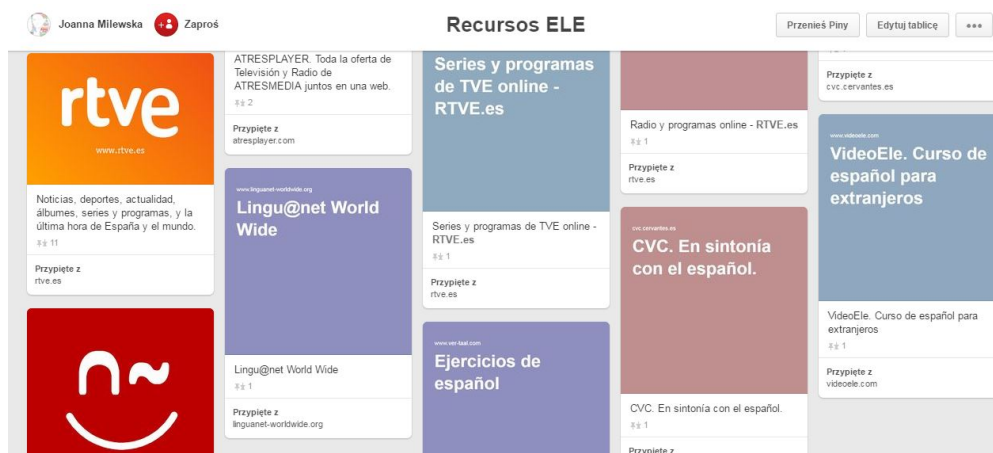 Joanna Milewska
Zaproś
Recursos ELE
Przenieś Piny
Edytuj tablicę
rtve
www.rtve.es
Noticias, deportes, actualidad,
álbumes, series y programas, y la
última hora de España y el mundo.
11
Przypięte z
rtve.es
n~
ATRESPLAYER. Toda la oferta de
Televisión y Radio de
ATRESMEDIA juntos en una web.
2
Przypięte z
atresplayer.com
www.linguanet-worldwide.org
Lingu@net World
Wide
Lingu@net World Wide
1
Przypięte z
linguanet-worldwide.org
Series y programas
de TVE online -
RTVE.es
Series y programas de TVE online -
RTVE.es
1
Przypięte z
rtve.es
www.ver-taal.com
Ejercicios de
español
Radio y programas online - RTVE.es
1
Przypięte z
rtve.es
cvc.cervantes.es
CVC. En sintonía
con el español.
CVC. En sintonía con el español.
1
Przypięte z
Przypięte z
cvc.cervantes.es
www.videoele.com
VideoEle. Curso de
español para
extranjeros
VideoEle. Curso de español para
extranjeros
1
Przypięte z
videoele.com